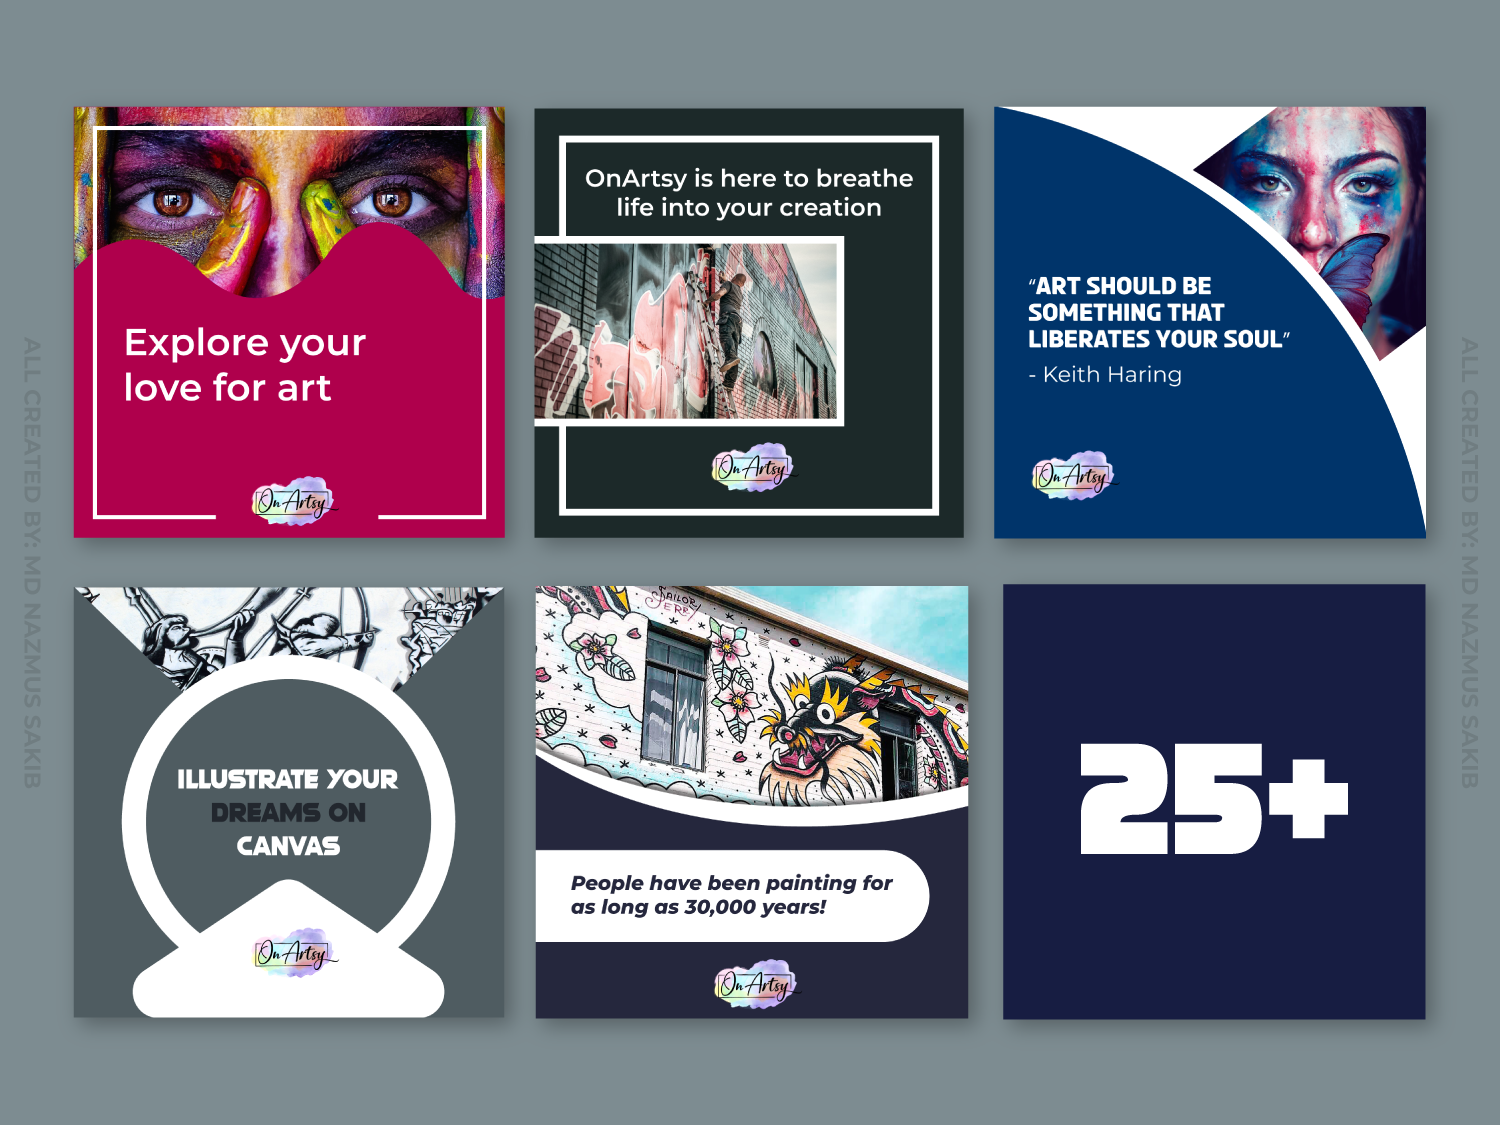 ALL CREATED BY: MD NAZMUS SAKIB
Explore your
love for art
OnArtsy
OnArtsy is here to breathe
life into your creation
OnArtsy
“ART SHOULD BE
SOMETHING THAT
LIBERATES YOUR SOUL”
- Keith Haring
OnArtsy
ILLUSTRATE YOUR
DREAMS ON
CANVAS
OnArtsy
SAILOR
JERRY
People have been painting for
as long as 30,000 years!
OnArtsy
25+
ALL CREATED BY: MD NAZMUS SAKIB